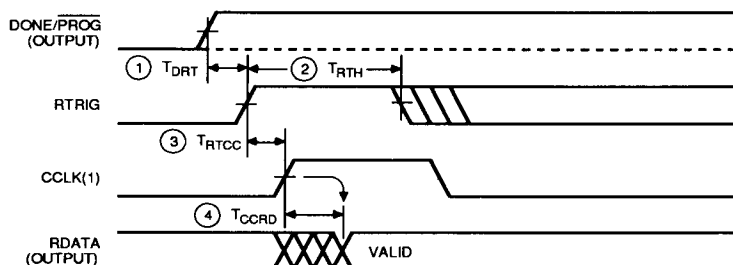 DONE/PROG
(OUTPUT)
1 TDRT
2 TRTH
RTRIG
3 TRTCC
CCLK(1)
4 TCCRD
RDATA
(OUTPUT)
VALID